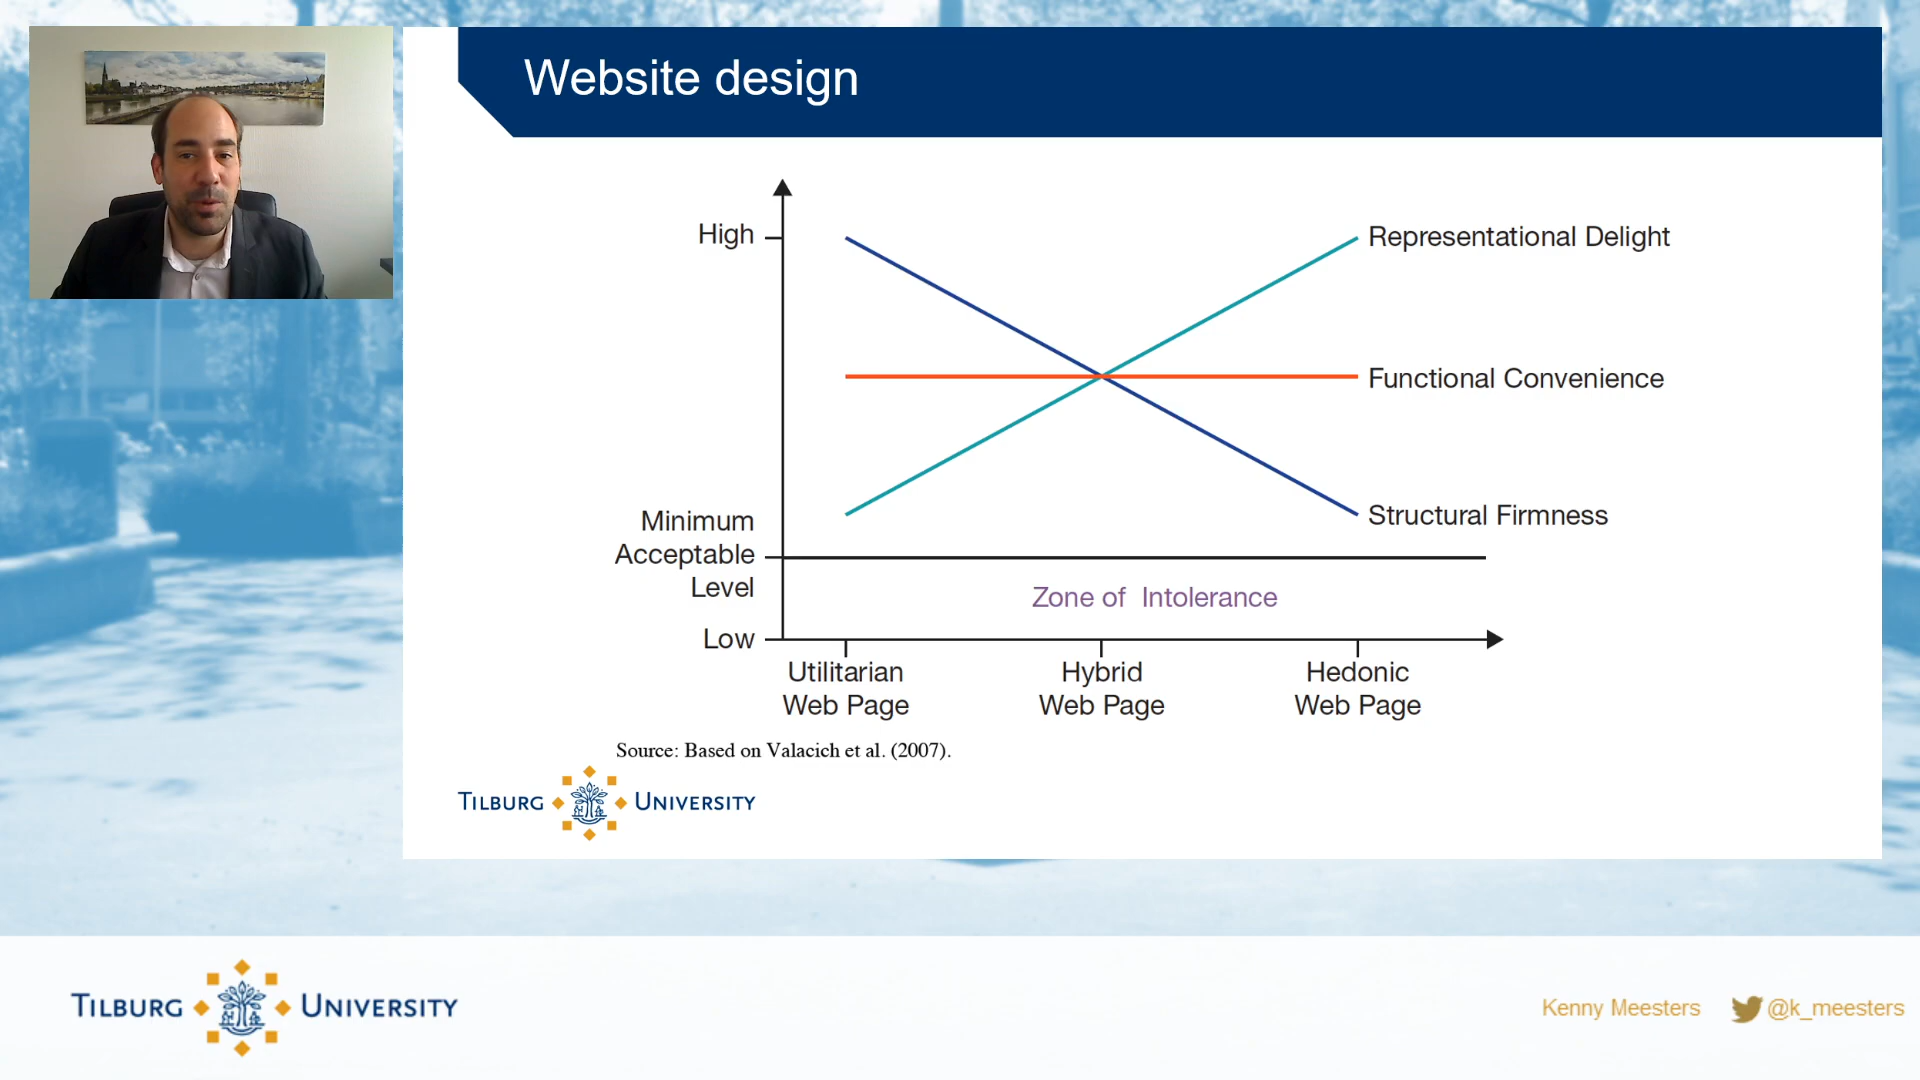 Website design
High
Representational Delight
Functional Convenience
Structural Firmness
Minimum
Acceptable
Level
Zone of Intolerance
Low
Utilitarian
Web Page
Hybrid
Web Page
Hedonic
Web Page
Source: Based on Valacich et al. (2007).
TILBURG UNIVERSITY
TILBURG UNIVERSITY
Kenny Meesters @k_meesters